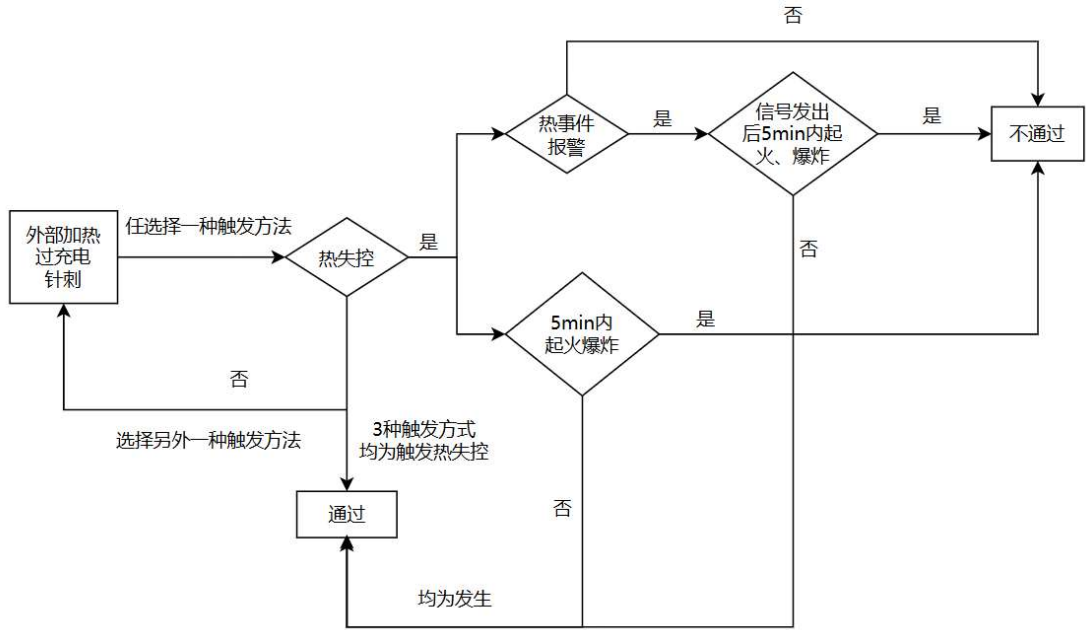 否
热事件
报警
是
信号发出
后5min内起
火、爆炸
是
不通过
外部加热
过充电
针刺
任选择一种触发方法
热失控
是
否
5min内
起火爆炸
是
否
选择另外一种触发方法
3种触发方式
均为触发热失控
通过
否
均为发生